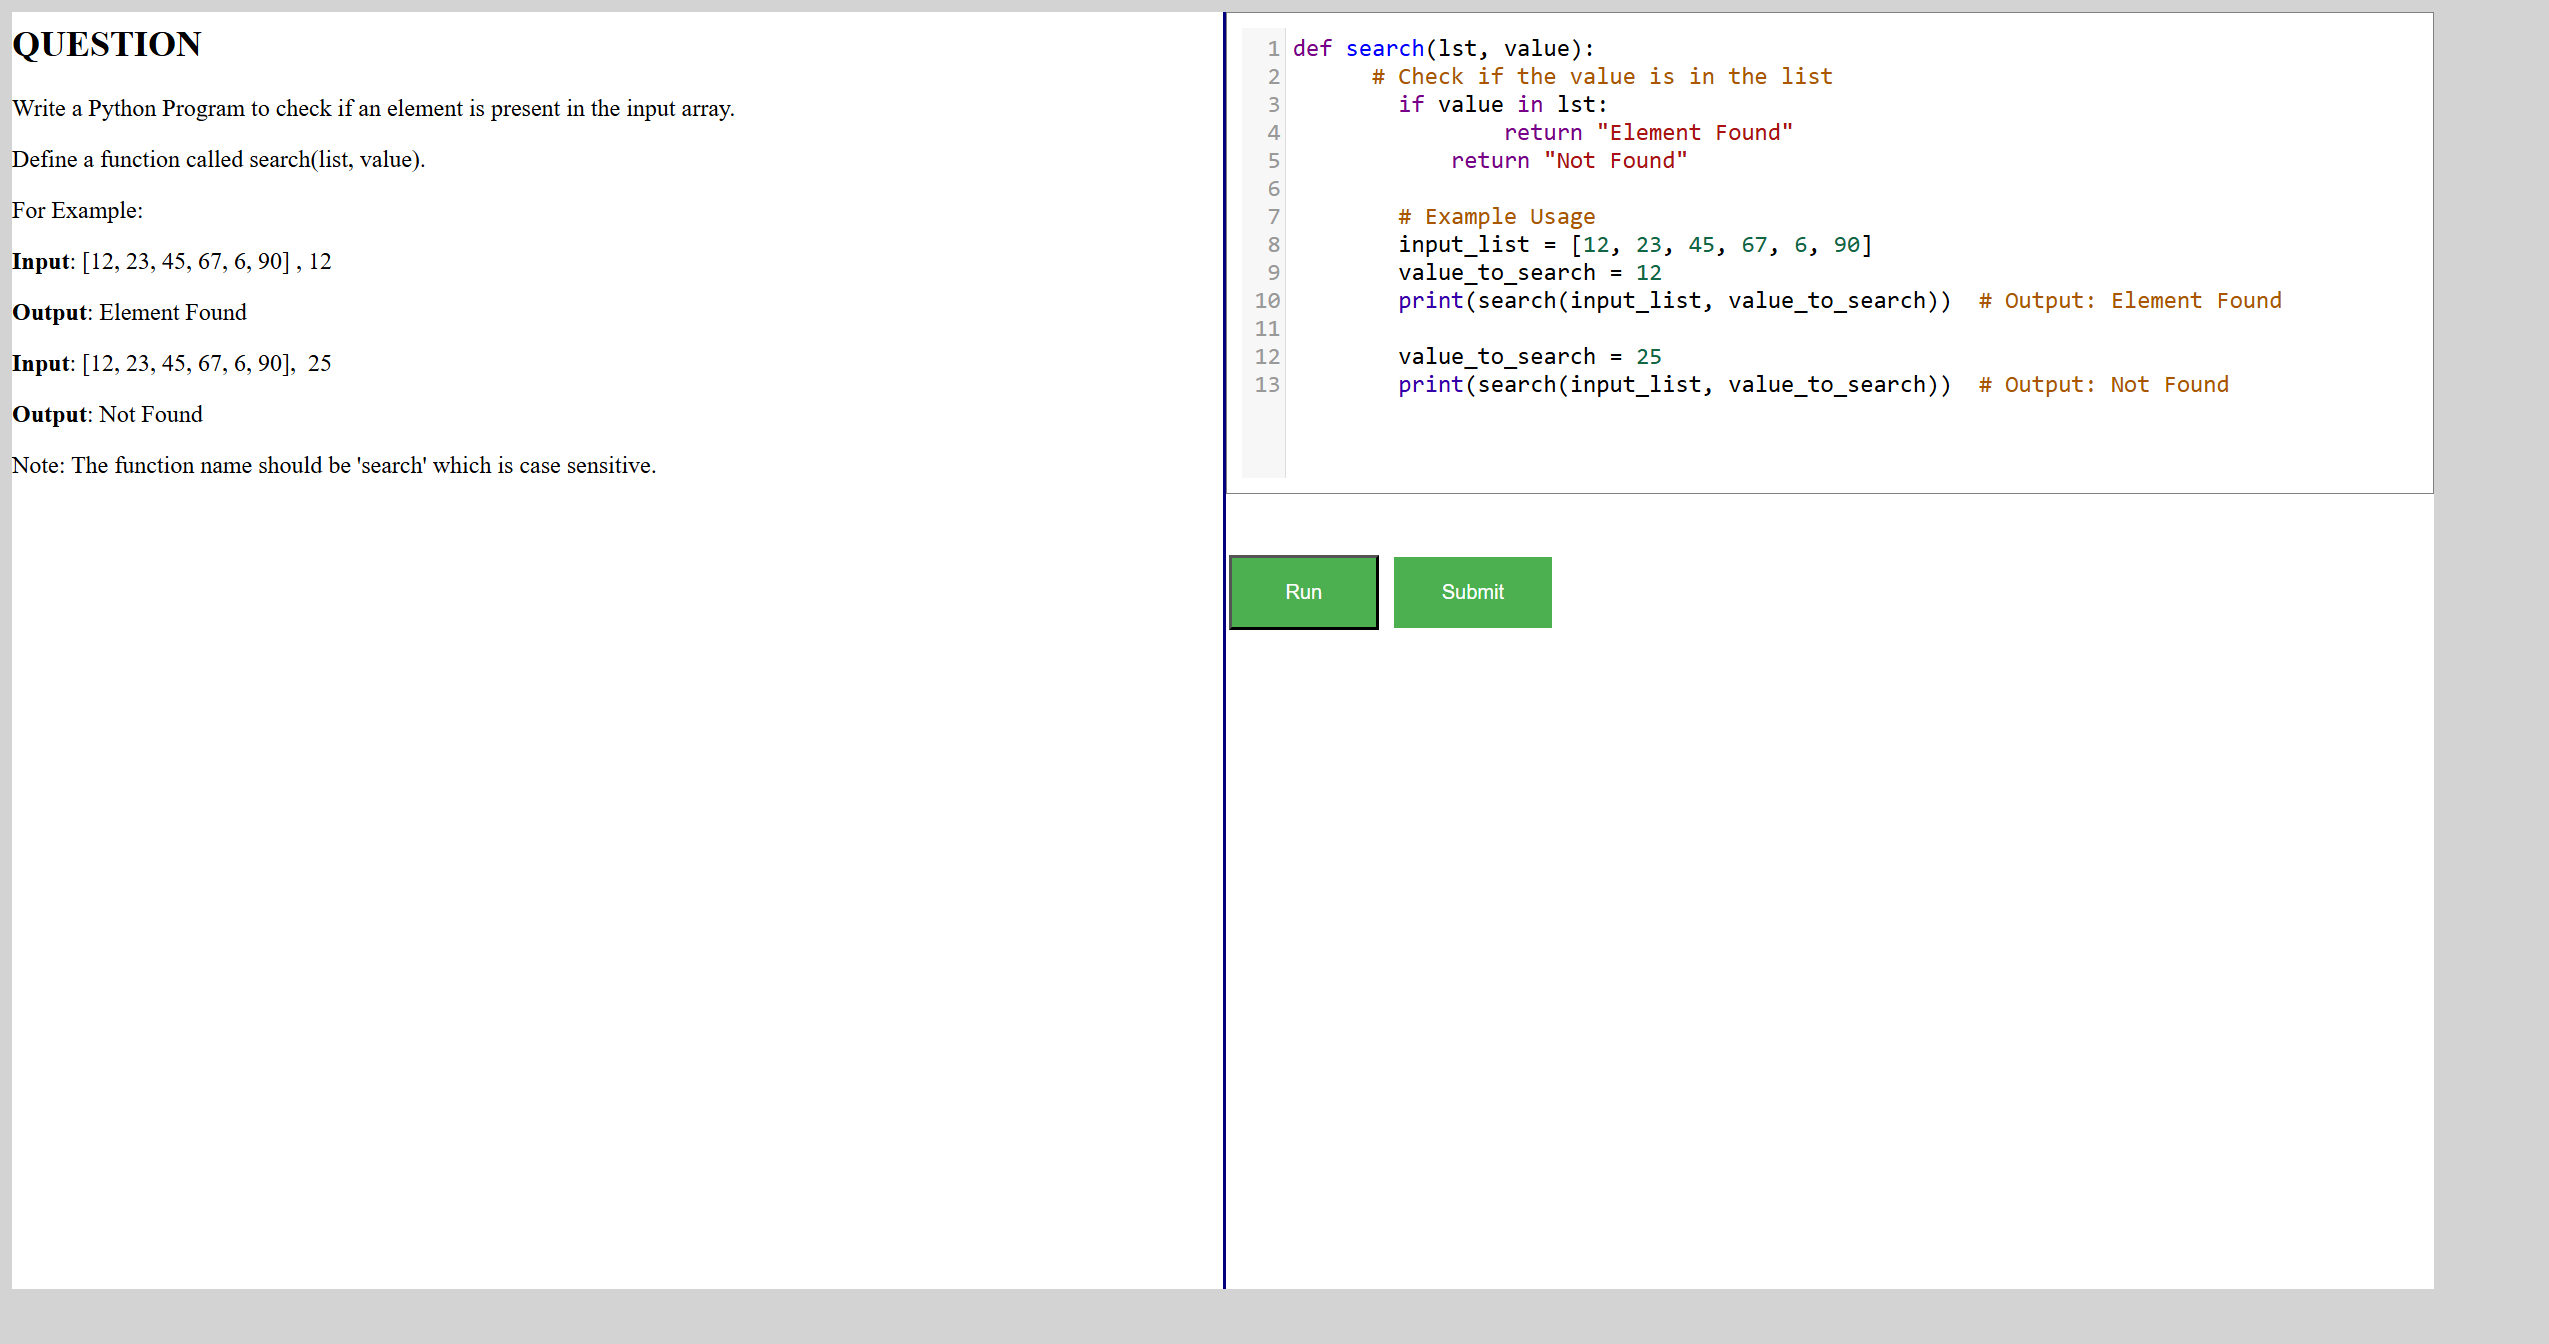 QUESTION
Write a Python Program to check if an element is present in the input array.
Define a function called search(list, value).
For Example:
Input: [12, 23, 45, 67, 6, 90] , 12
Output: Element Found
Input: [12, 23, 45, 67, 6, 90],  25
Output: Not Found
Note: The function name should be 'search' which is case sensitive.
1 def search(lst, value):
2       # Check if the value is in the list
3         if value in lst:
4                 return "Element Found"
5             return "Not Found"
6
7         # Example Usage
8         input_list = [12, 23, 45, 67, 6, 90]
9         value_to_search = 12
10         print(search(input_list, value_to_search))  # Output: Element Found
11
12         value_to_search = 25
13         print(search(input_list, value_to_search))  # Output: Not Found
Run Submit